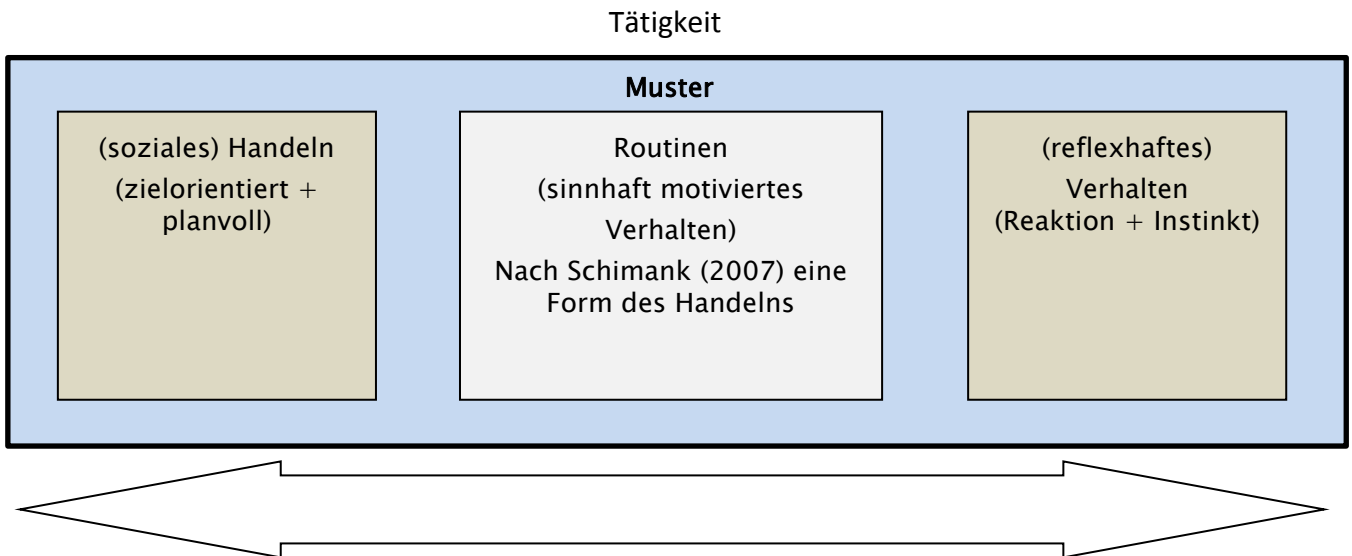 Tätigkeit
Muster
(soziales) Handeln
(zielorientiert +
planvoll)
Routinen
(sinnhaft motiviertes
Verhalten)
Nach Schimank (2007) eine
Form des Handelns
(reflexhaftes)
Verhalten
(Reaktion + Instinkt)